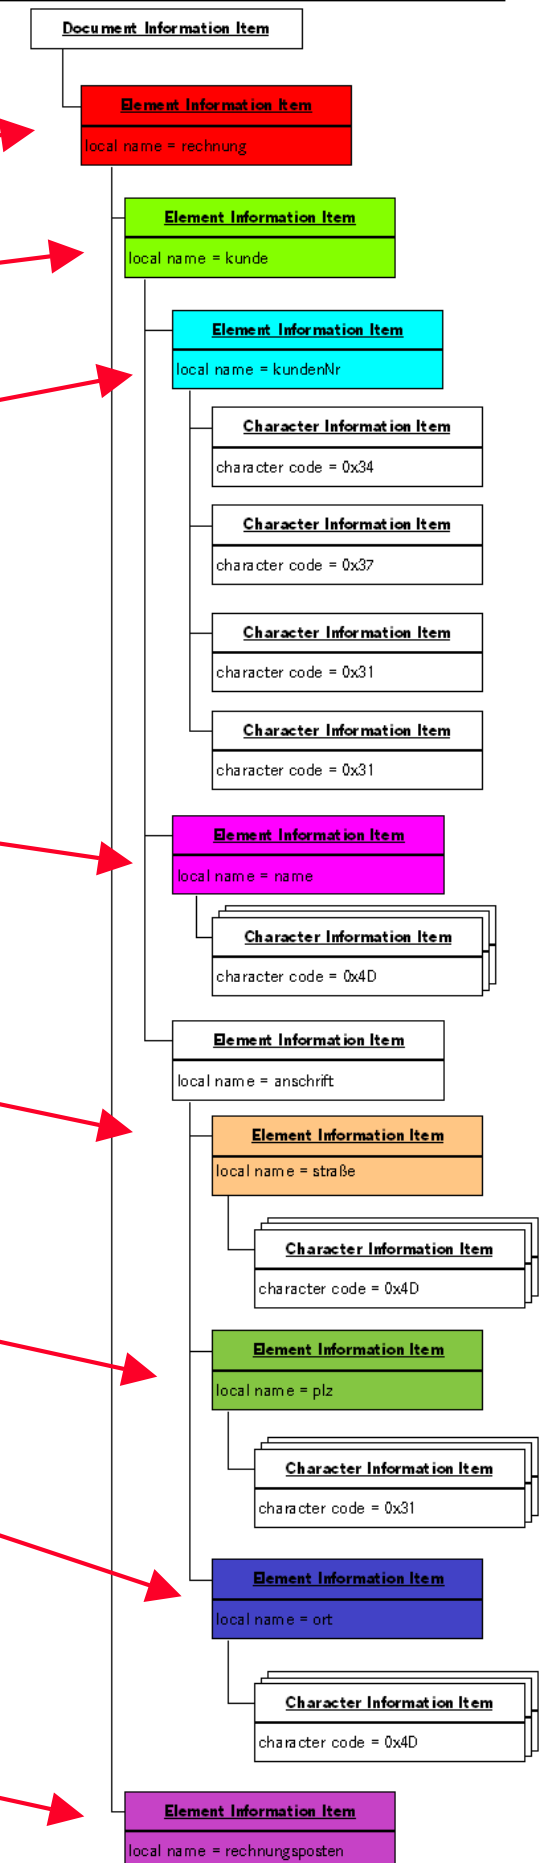 Document Information Item
Element Information Item
local name = rechnung
Element Information Item
local name = kunde
Element Information Item
local name = kundenNr
Character Information Item
character code = 0x34
Character Information Item
character code = 0x37
Character Information Item
character code = 0x31
Character Information Item
character code = 0x31
Element Information Item
local name = name
Character Information Item
character code = 0x4D
Element Information Item
local name = anschrift
Element Information Item
local name = straße
Character Information Item
character code = 0x4D
Element Information Item
local name = plz
Character Information Item
character code = 0x31
Element Information Item
local name = ort
Character Information Item
character code = 0x4D
Element Information Item
local name = rechnungsposten